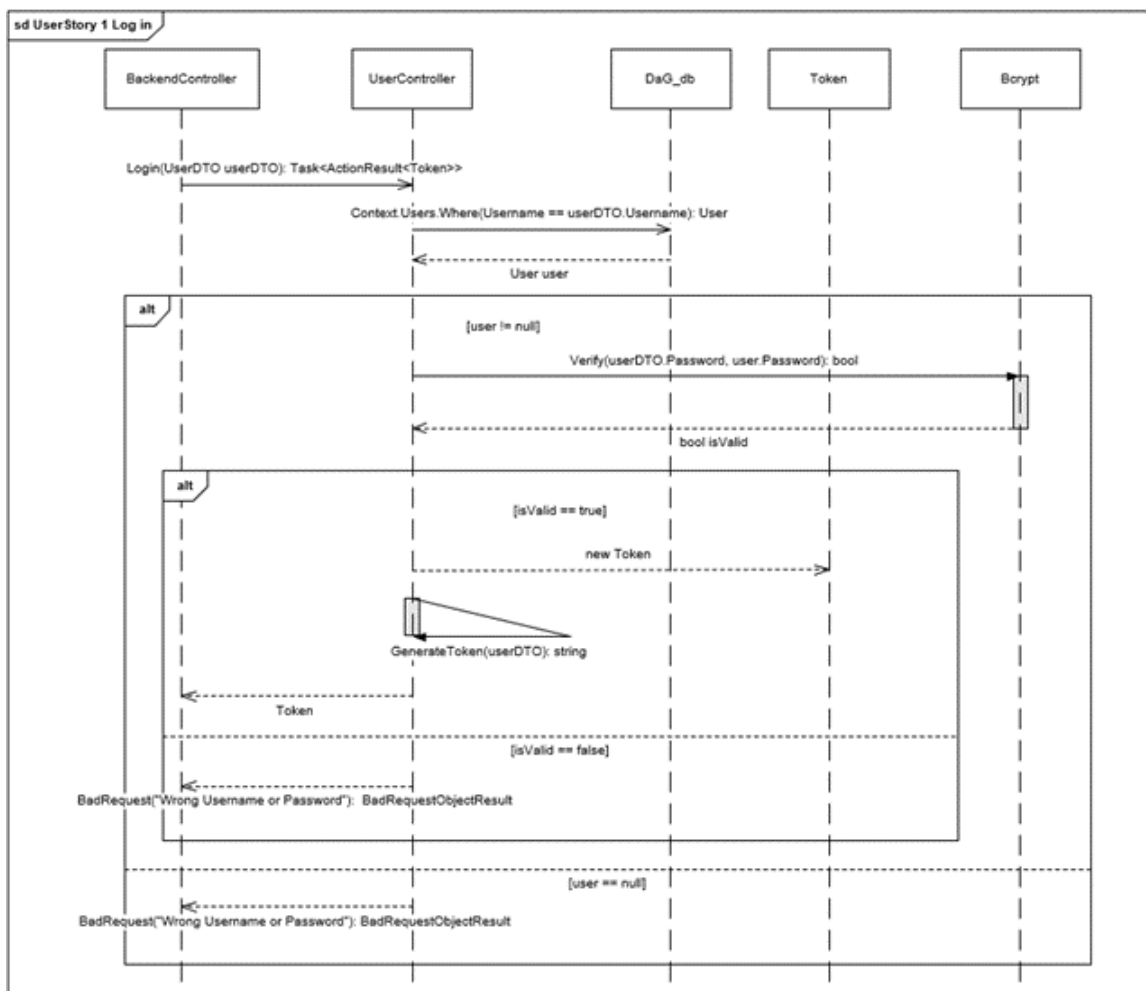 sd UserStory 1 Log in
BackendController
UserController
DaG_db
Token
Bcrypt
Login(UserDTO userDTO): Task<ActionResult<Token>>
Context.Users.Where(Username == userDTO.Username): User
User user
alt
[user != null]
Verify(userDTO.Password, user.Password): bool
bool isValid
alt
[isValid == true]
new Token
GenerateToken(userDTO): string
Token
[isValid == false]
BadRequest("Wrong Username or Password"): BadRequestObjectResult
[user == null]
BadRequest("Wrong Username or Password"): BadRequestObjectResult